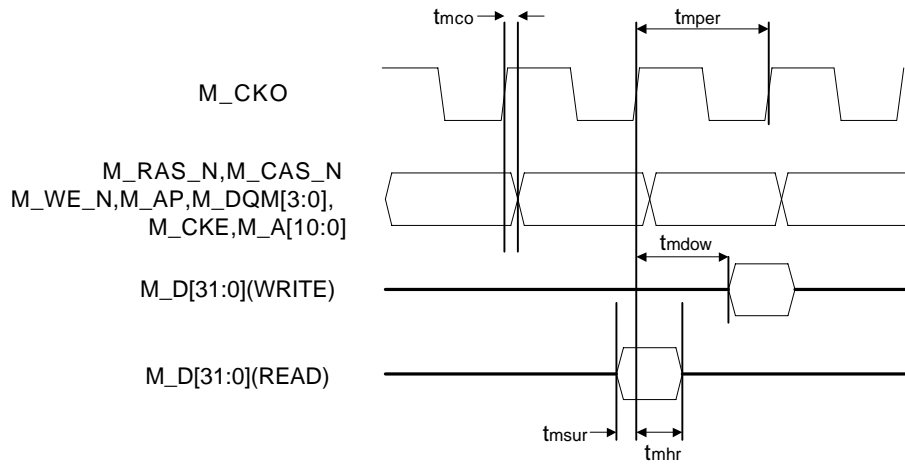 tmco
tmper
M_CKO
M_RAS_N,M_CAS_N
M_WE_N,M_AP,M_DQM[3:0],
M_CKE,M_A[10:0]
tmdow
M_D[31:0](WRITE)
M_D[31:0](READ)
tmsur
tmhr